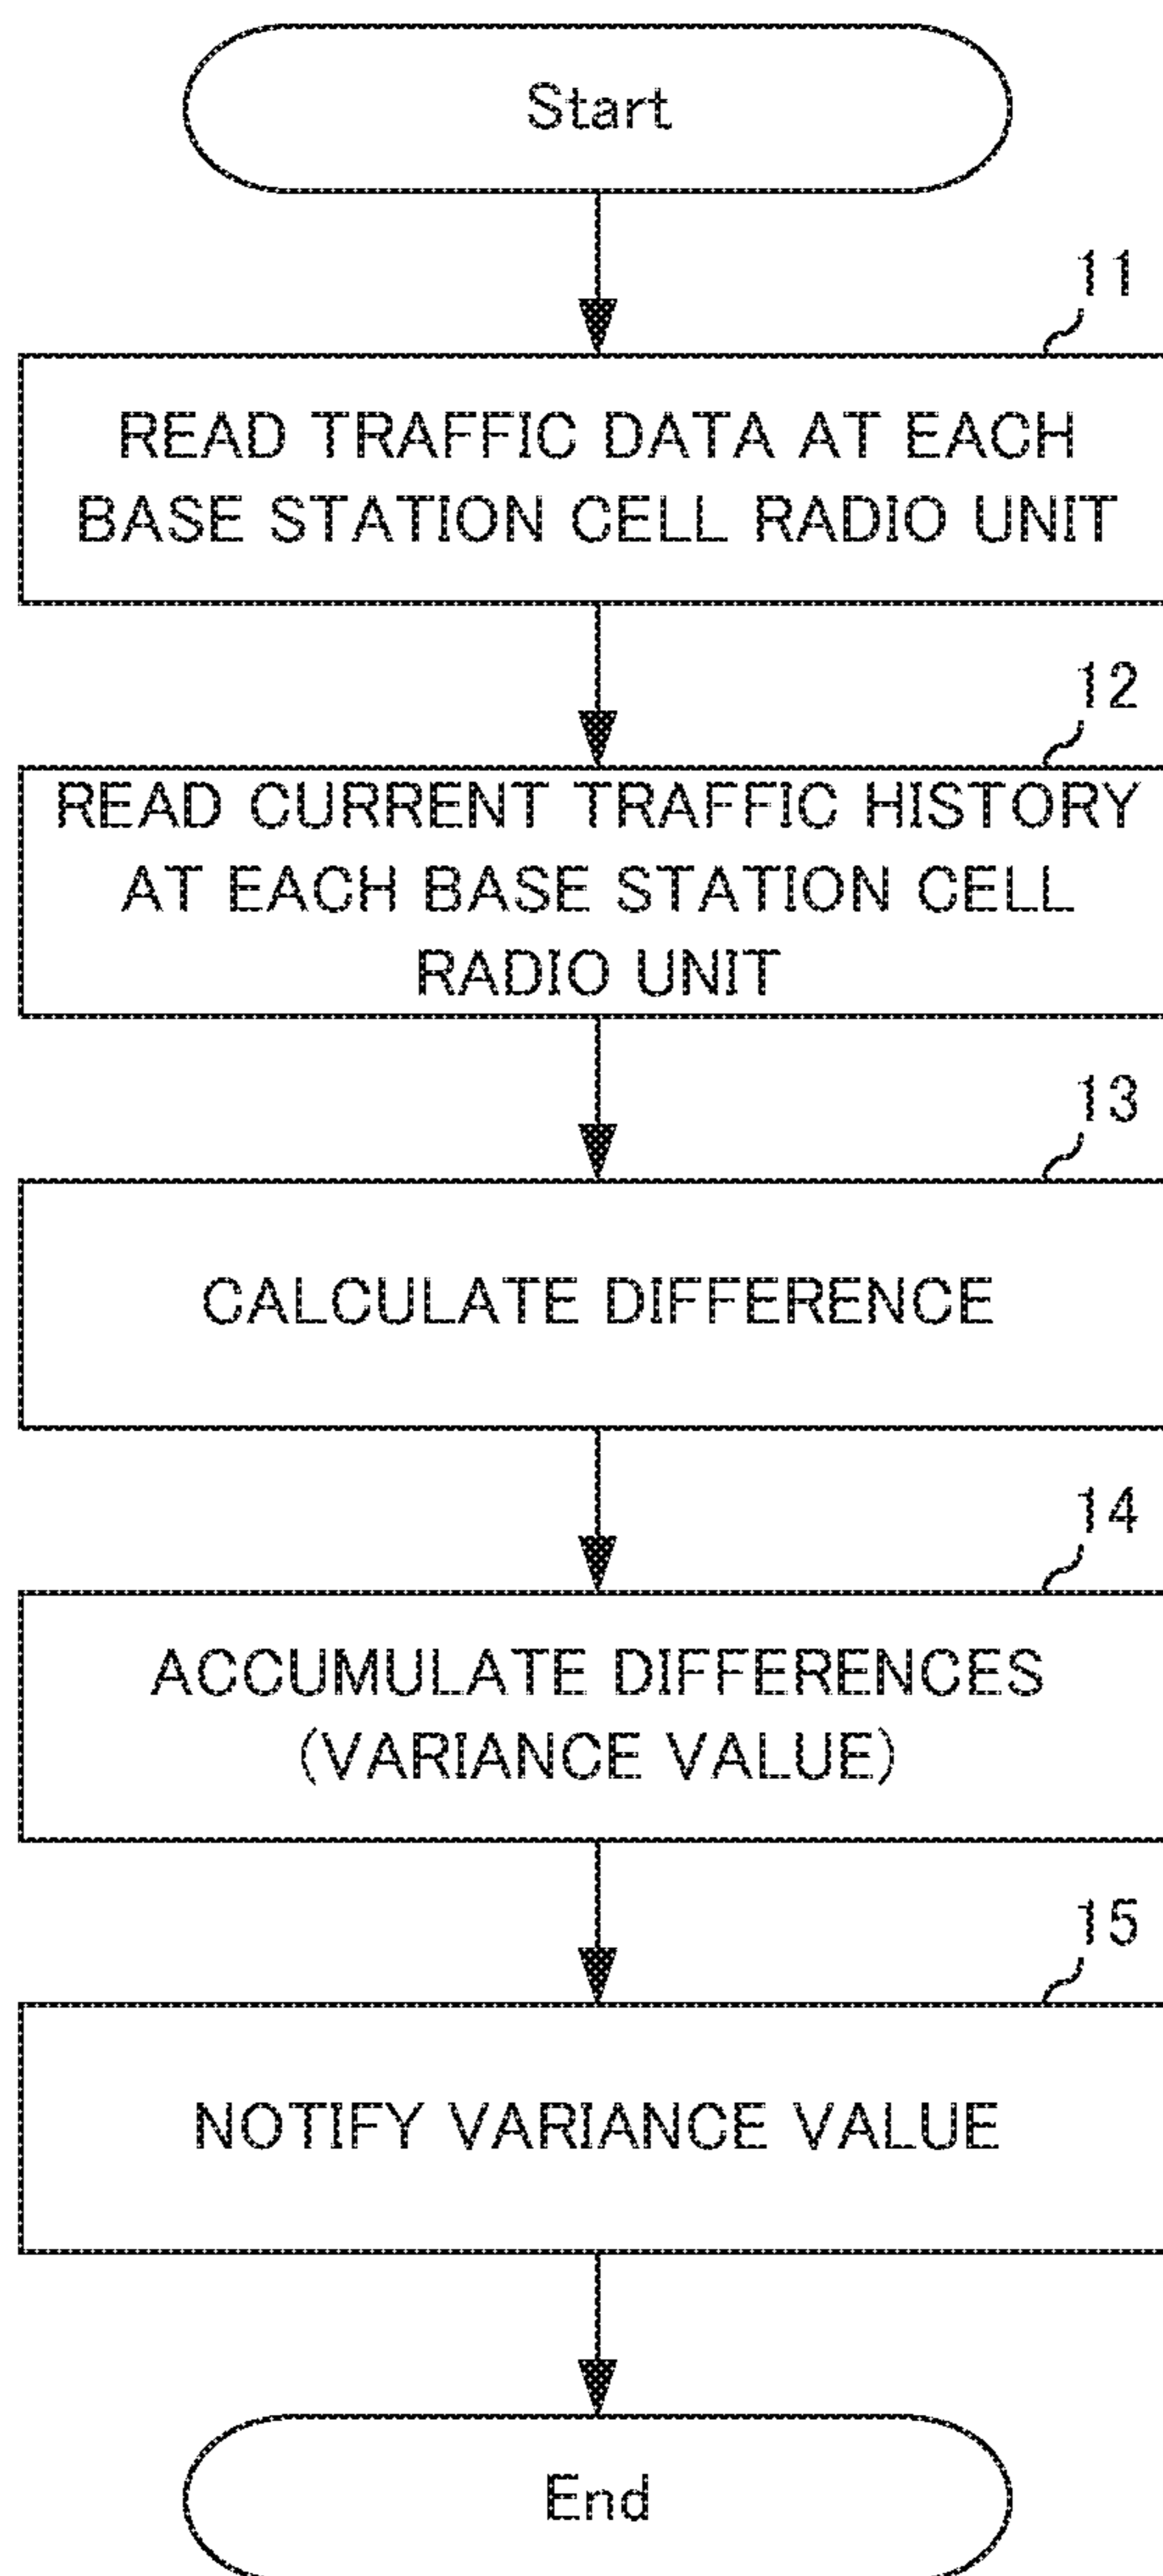 Start
11
READ TRAFFIC DATA AT EACH
BASE STATION CELL RADIO UNIT
12
READ CURRENT TRAFFIC HISTORY
AT EACH BASE STATION CELL
RADIO UNIT
13
CALCULATE DIFFERENCE
14
ACCUMULATE DIFFERENCES
(VARIANCE VALUE)
15
NOTIFY VARIANCE VALUE
End